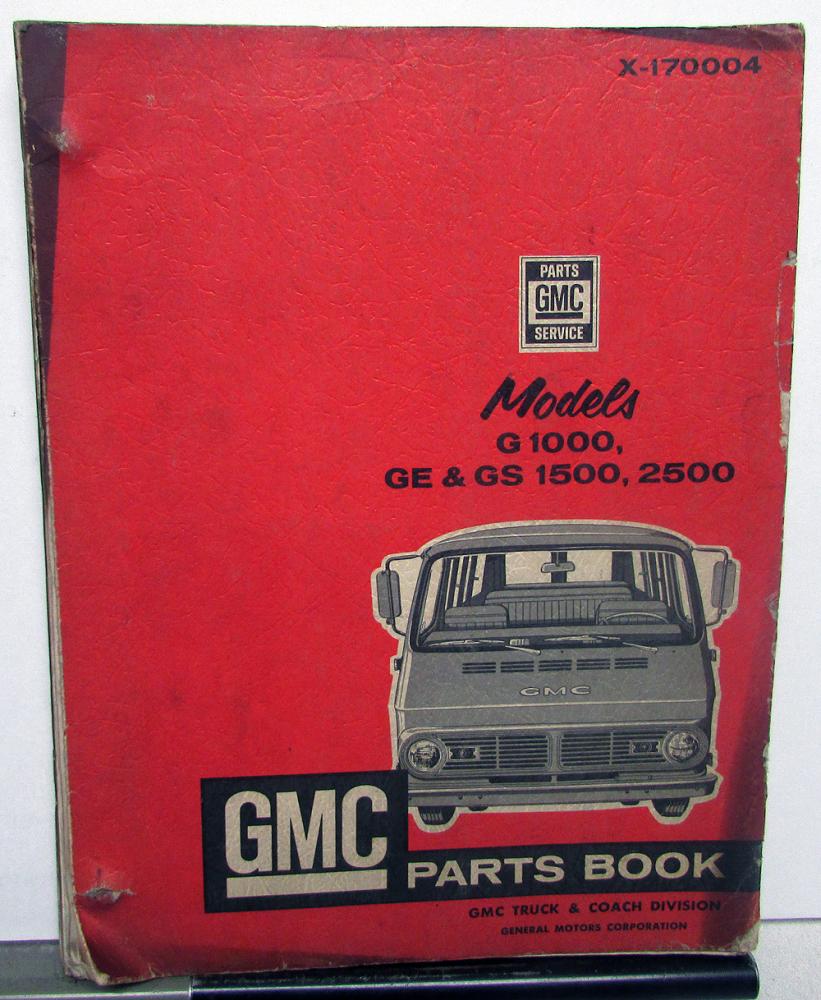 X-170004
PARTS
GMC
SERVICE
Models
G 1000,
GE & GS 1500, 2500
GMC
GMC
PARTS BOOK
GMC TRUCK & COACH DIVISION
GENERAL MOTORS CORPORATION